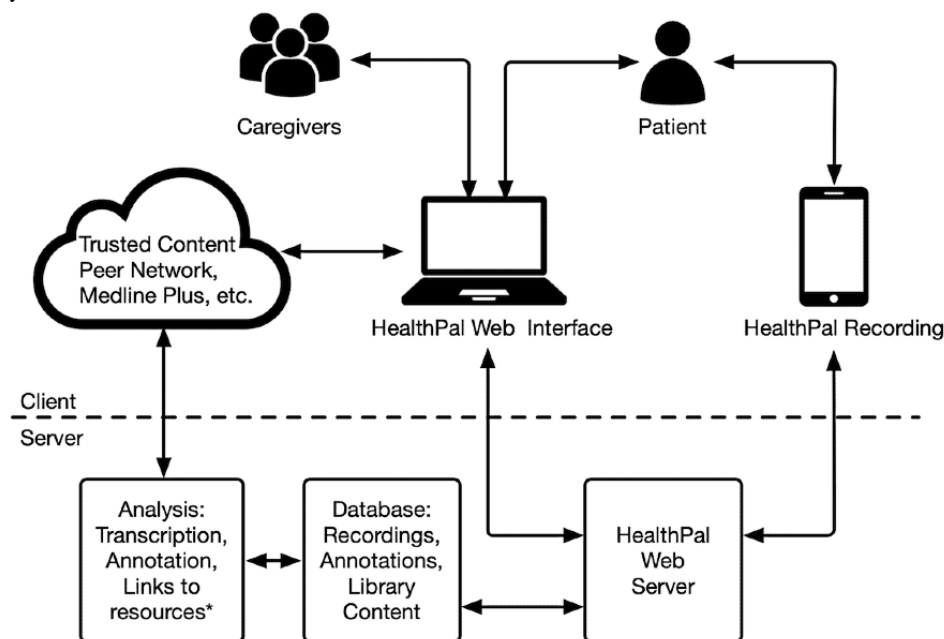 Caregivers
Patient
Trusted Content
Peer Network,
Medline Plus, etc.
HealthPal Web Interface
HealthPal Recording
Client
Server
Analysis:
Transcription,
Annotation,
Links to
resources*
Database:
Recordings,
Annotations,
Library
Content
HealthPal
Web
Server